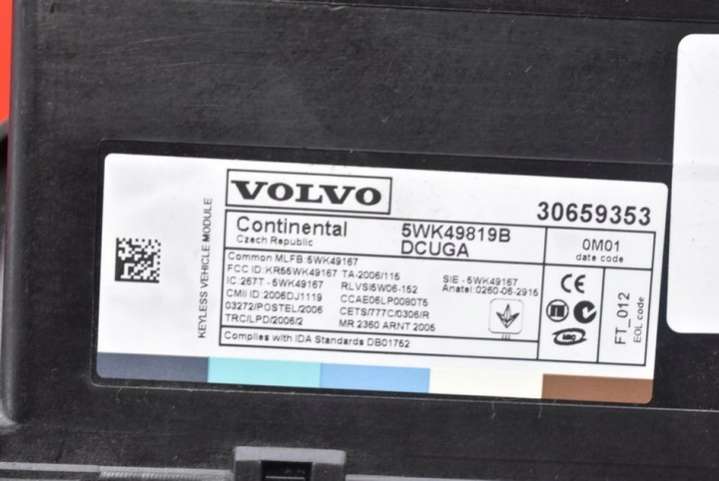 KEYLESS VEHICLE MODULE
VOLVO
30659353
Continental
Czech Republic
5WK49819B
DCUGA
0M01
date code
Common MLFB:5WK49167
FCC ID:KR55WK49167 TA-2006/115
IC:267T - 5WK49167 RLVSI5W06-152
CMII ID:2006DJ1119 CCAE06LP0090T5
03272/POSTEL/2006 CETS/777C/0306/R
TRC/LPD/2006/2 MR 2360 ARNT 2005
SIE - 5WK49167
Anatel:0260-06-2915
Complies with IDA Standards DB01752
CE
FT_012
EOL code